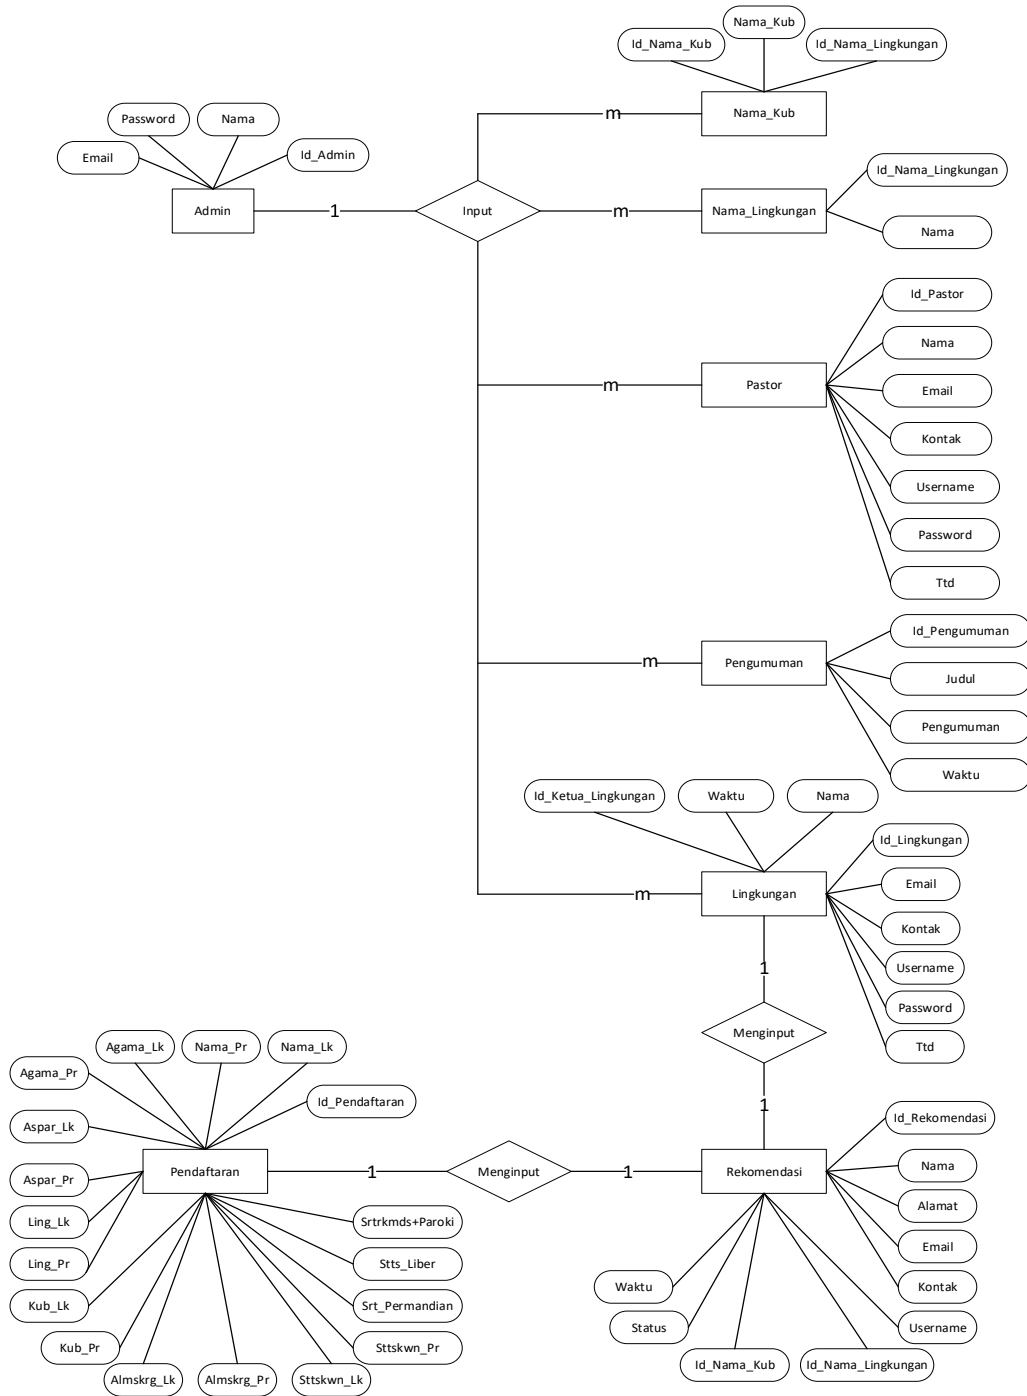 Nama_Kub
Id_Nama_Kub
Id_Nama_Lingkungan
m
Nama_Kub
Password
Nama
Email
Id_Admin
Admin
1
Input
m
Nama_Lingkungan
Id_Nama_Lingkungan
Nama
Id_Pastor
Nama
m
Pastor
Email
Kontak
Username
Password
Ttd
Id_Pengumuman
m
Pengumuman
Judul
Pengumuman
Waktu
Id_Ketua_Lingkungan
Waktu
Nama
Id_Lingkungan
m
Lingkungan
Email
Kontak
Username
Password
Ttd
1
Menginput
1
Agama_Lk
Nama_Pr
Nama_Lk
Agama_Pr
Id_Pendaftaran
Aspar_Lk
Aspar_Pr
Pendaftaran
1
Menginput
1
Rekomendasi
Id_Rekomendasi
Nama
Alamat
Email
Kontak
Username
Ling_Lk
Ling_Pr
Kub_Lk
Kub_Pr
Almskrg_Lk
Almskrg_Pr
Sttskwn_Lk
Sttskwn_Pr
Srt_Permandian
Stts_Liber
Srtrkmds+Paroki
Waktu
Status
Id_Nama_Kub
Id_Nama_Lingkungan